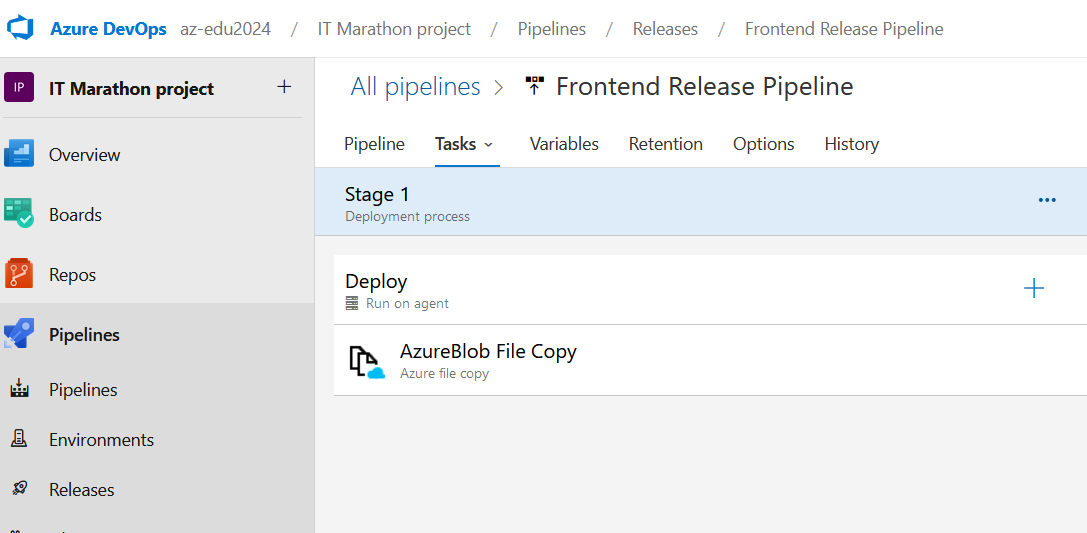 Azure DevOps az-edu2024 / IT Marathon project / Pipelines / Releases / Frontend Release Pipeline
IP IT Marathon project +
Overview
Boards
Repos
Pipelines
Pipelines
Environments
Releases
All pipelines > Frontend Release Pipeline
Pipeline Tasks Variables Retention Options History
Stage 1
Deployment process
Deploy
Run on agent
AzureBlob File Copy
Azure file copy